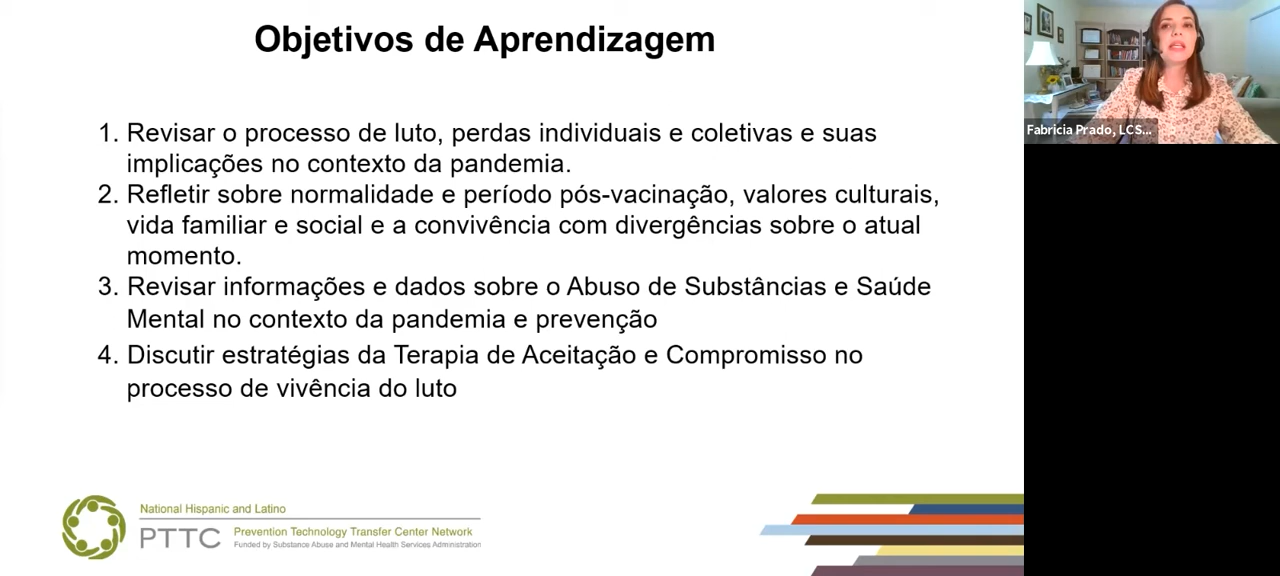 Objetivos de Aprendizagem
1. Revisar o processo de luto, perdas individuais e coletivas e suas
implicações no contexto da pandemia.
2. Refletir sobre normalidade e período pós-vacinação, valores culturais,
vida familiar e social e a convivência com divergências sobre o atual
momento.
3. Revisar informações e dados sobre o Abuso de Substâncias e Saúde
Mental no contexto da pandemia e prevenção
4. Discutir estratégias da Terapia de Aceitação e Compromisso no
processo de vivência do luto
National Hispanic and Latino
PTTC
Prevention Technology Transfer Center Network
Funded by Substance Abuse and Mental Health Services Administration
Fabricia Prado, LCS...